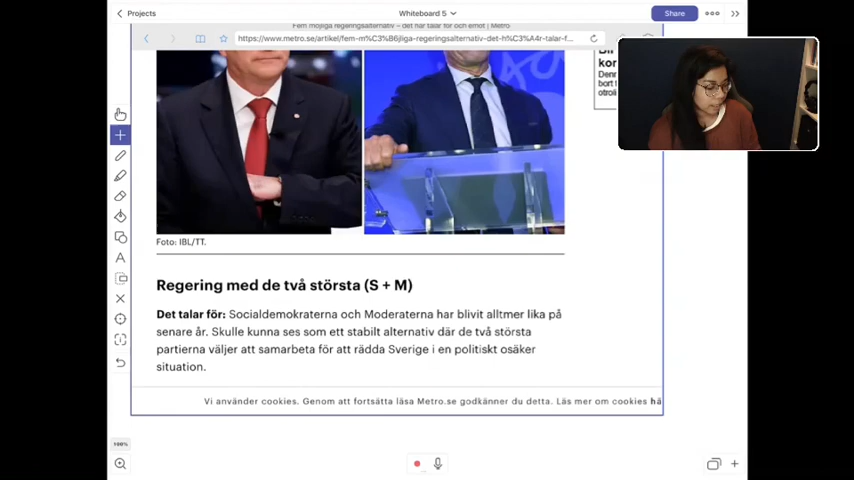 Projects
Whiteboard 5
Share
Fem möjliga regeringsalternativ – det här talar för och emot | Metro
https://www.metro.se/artikel/fem-m%C3%B6jliga-regeringsalternativ-det-h%C3%A4r-talar-f...
kor
Denr
bort t
otroli
Foto: IBL/TT.
Regering med de två största (S + M)
Det talar för: Socialdemokraterna och Moderaterna har blivit alltmer lika på
senare år. Skulle kunna ses som ett stabilt alternativ där de två största
partierna väljer att samarbeta för att rädda Sverige i en politiskt osäker
situation.
Vi använder cookies. Genom att fortsätta läsa Metro.se godkänner du detta. Läs mer om cookies hä
100%